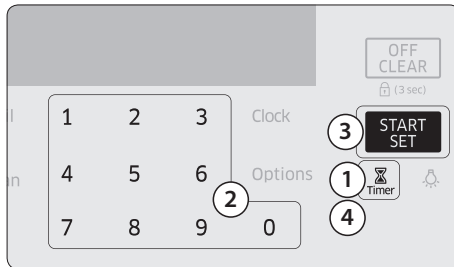 OFF
CLEAR
(3 sec)
1 2 3 Clock
3 START
SET
4 5 6 Options
1 Timer
2
4
7 8 9 0